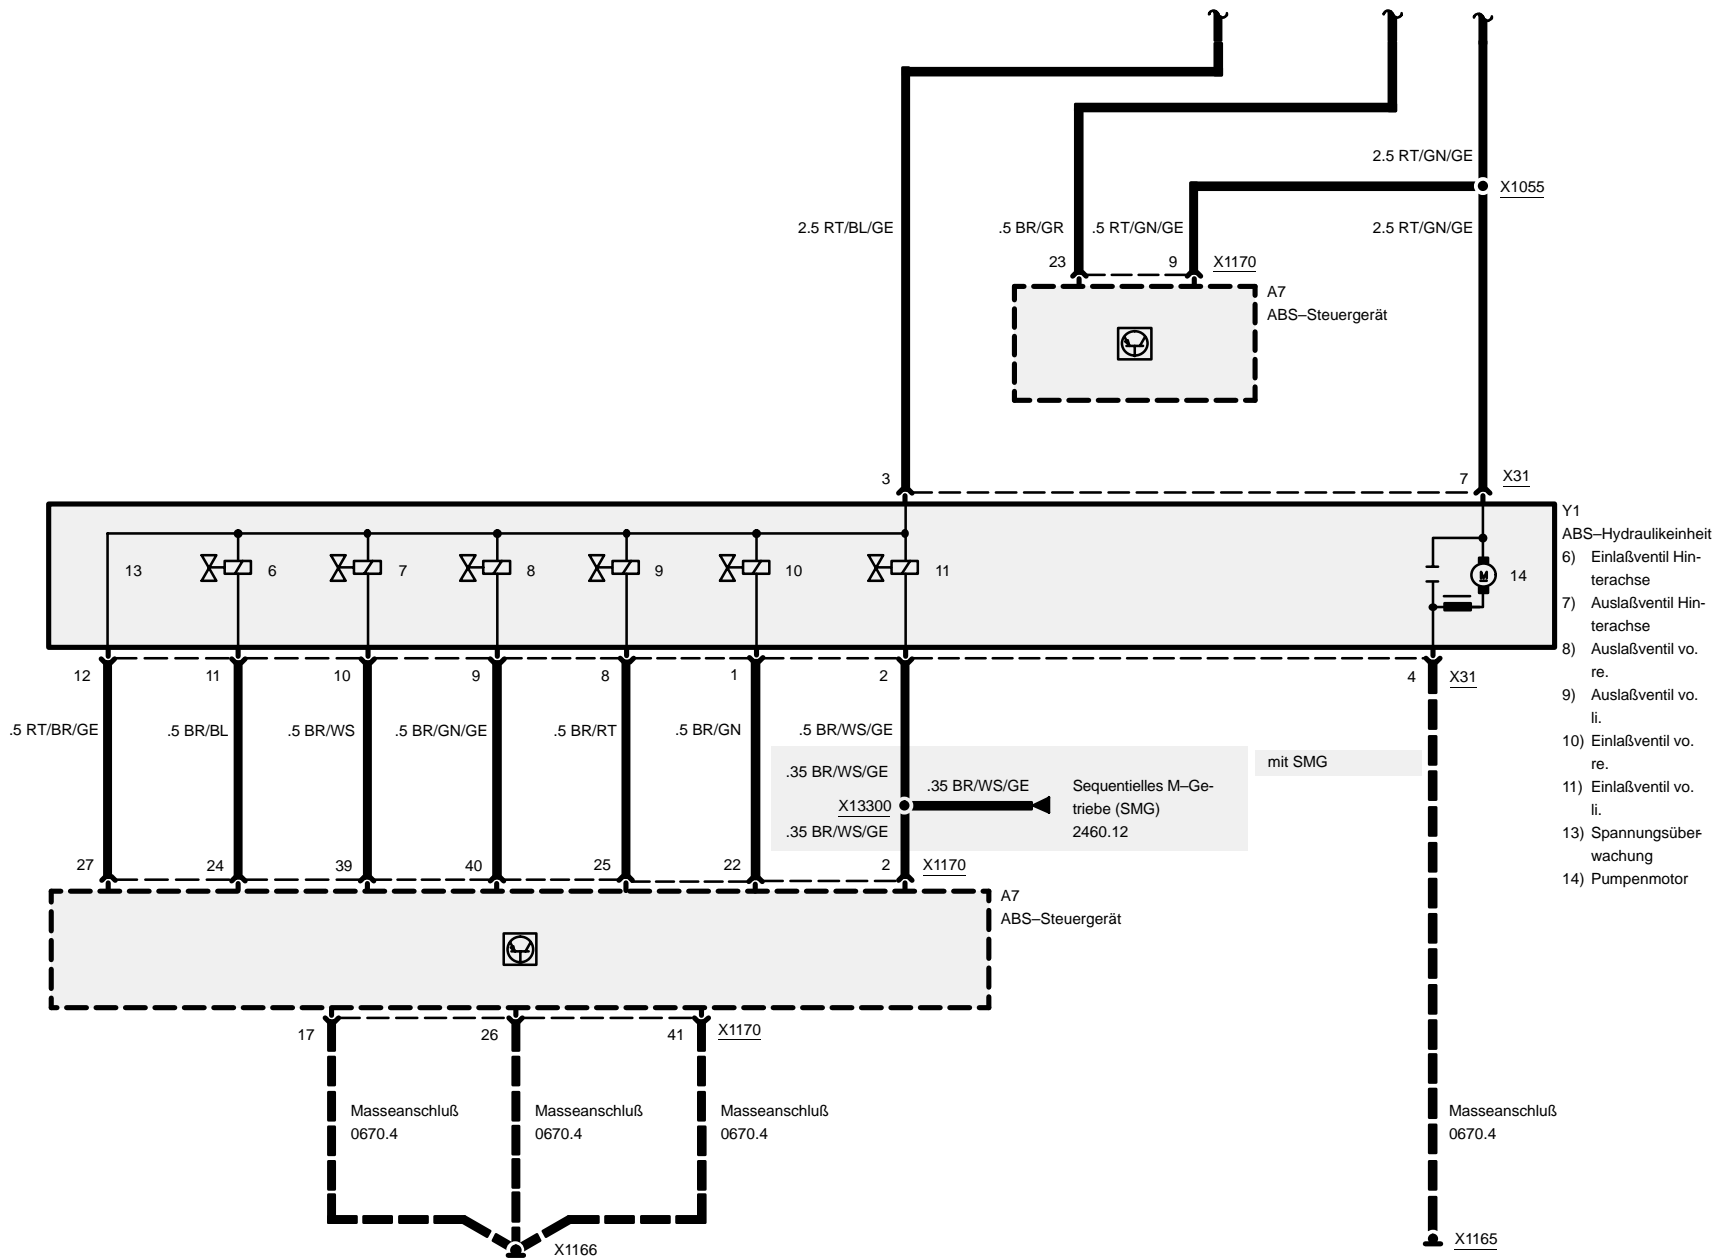 2.5 RT/GN/GE
X1055
2.5 RT/BL/GE
.5 BR/GR
.5 RT/GN/GE
2.5 RT/GN/GE
23
9
X1170
A7
ABS–Steuergerät
3
7
X31
Y1
ABS–Hydraulikeinheit
6) Einlaßventil Hin-
terachse
7) Auslaßventil Hin-
terachse
8) Auslaßventil vo.
re.
9) Auslaßventil vo.
li.
10) Einlaßventil vo.
re.
11) Einlaßventil vo.
li.
13) Spannungsüber-
wachung
14) Pumpenmotor
13
6
7
8
9
10
11
M
14
12
11
10
9
8
1
2
4
X31
.5 RT/BR/GE
.5 BR/BL
.5 BR/WS
.5 BR/GN/GE
.5 BR/RT
.5 BR/GN
.5 BR/WS/GE
mit SMG
.35 BR/WS/GE
.35 BR/WS/GE
Sequentielles M–Ge-
triebe (SMG)
2460.12
X13300
.35 BR/WS/GE
27
24
39
40
25
22
2
X1170
A7
ABS–Steuergerät
17
26
41
X1170
Masseanschluß
0670.4
Masseanschluß
0670.4
Masseanschluß
0670.4
Masseanschluß
0670.4
X1166
X1165